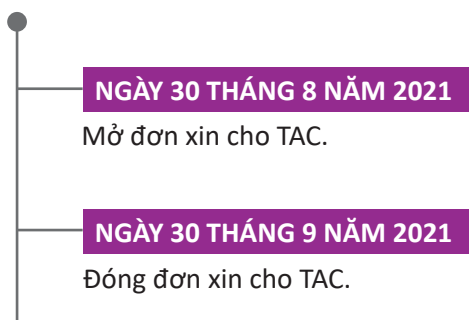 NGÀY 30 THÁNG 8 NĂM 2021
Mở đơn xin cho TAC.
NGÀY 30 THÁNG 9 NĂM 2021
Đóng đơn xin cho TAC.